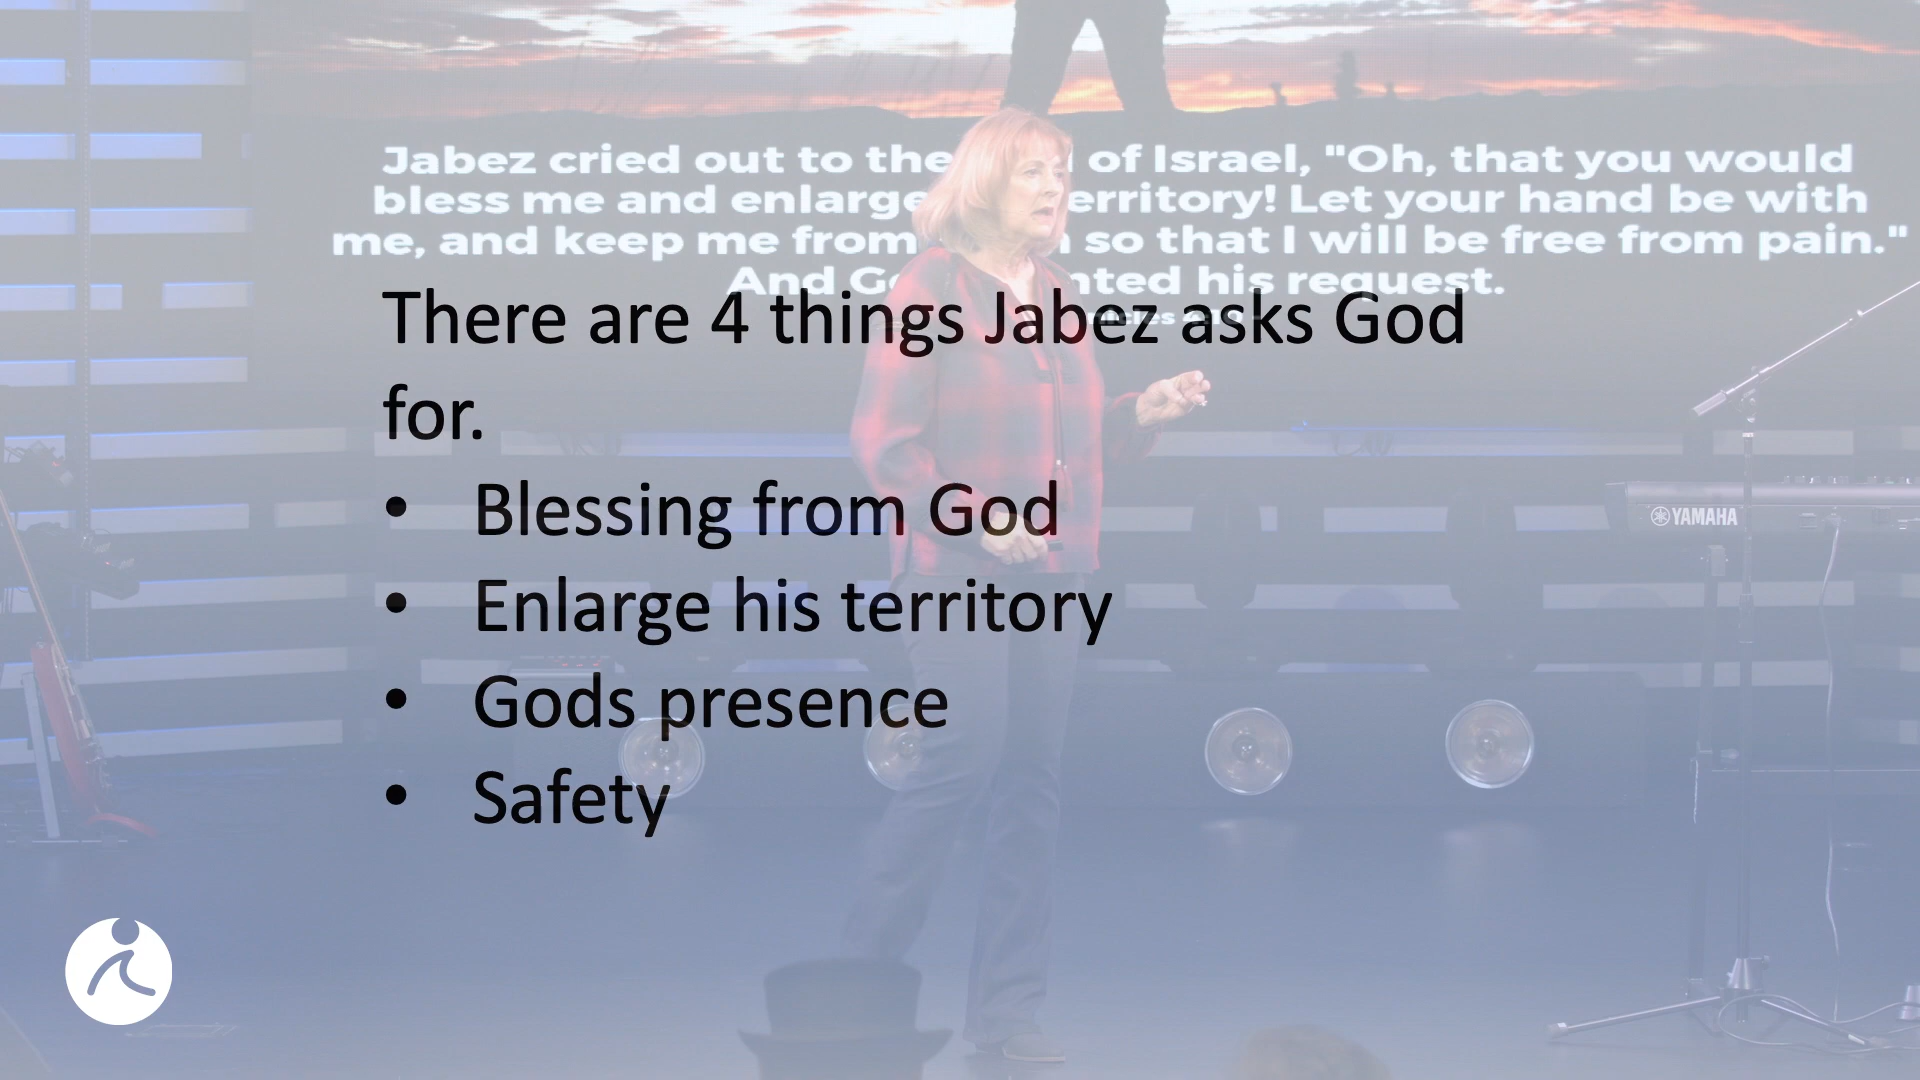 Jabez cried out to the of Israel, "Oh, that you would
bless me and enlarge erritory! Let your hand be with
me, and keep me from so that I will be free from pain."
And G nted his request.
There are 4 things Jabez asks God
for.
• Blessing from God
• Enlarge his territory
• Gods presence
• Safety
YAMAHA